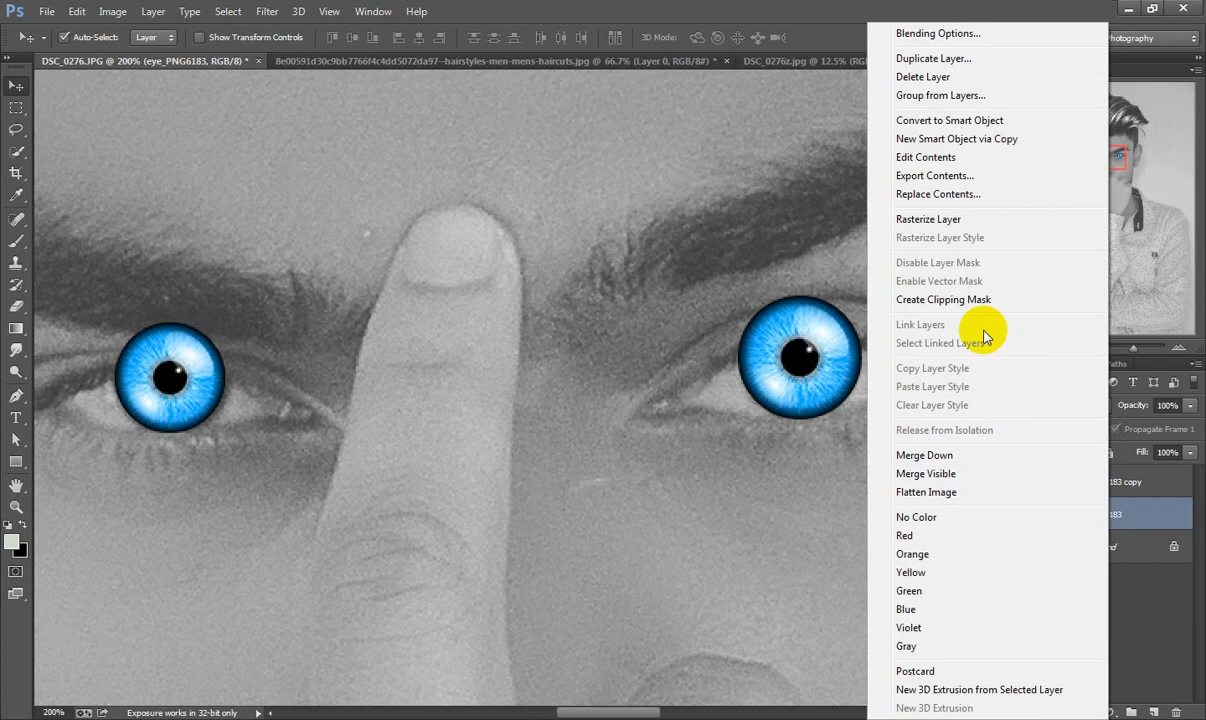 Ps File Edit Image Layer Type Select Filter 3D View Window Help
Auto-Select: Layer Show Transform Controls 3D Mode: Photography
DSC_0276.JPG @ 200% (eye_PNG6183, RGB/8) * × 8e00591d30c9bb7766f4c4dd5072da97--hairstyles-men-mens-haircuts.jpg @ 66.7% (Layer 0, RGB/8#) * × DSC_0276z.jpg @ 12.5% (RG
Blending Options...
Duplicate Layer...
Delete Layer
Group from Layers...
Convert to Smart Object
New Smart Object via Copy
Edit Contents
Export Contents...
Replace Contents...
Rasterize Layer
Rasterize Layer Style
Disable Layer Mask
Enable Vector Mask
Create Clipping Mask
Link Layers
Select Linked Layers
Copy Layer Style
Paste Layer Style
Clear Layer Style
Release from Isolation
Merge Down
Merge Visible
Flatten Image
No Color
Red
Orange
Yellow
Green
Blue
Violet
Gray
Postcard
New 3D Extrusion from Selected Layer
New 3D Extrusion
Paths
Opacity: 100%
Propagate Frame 1
Fill: 100%
183 copy
183
nd
200% Exposure works in 32-bit only